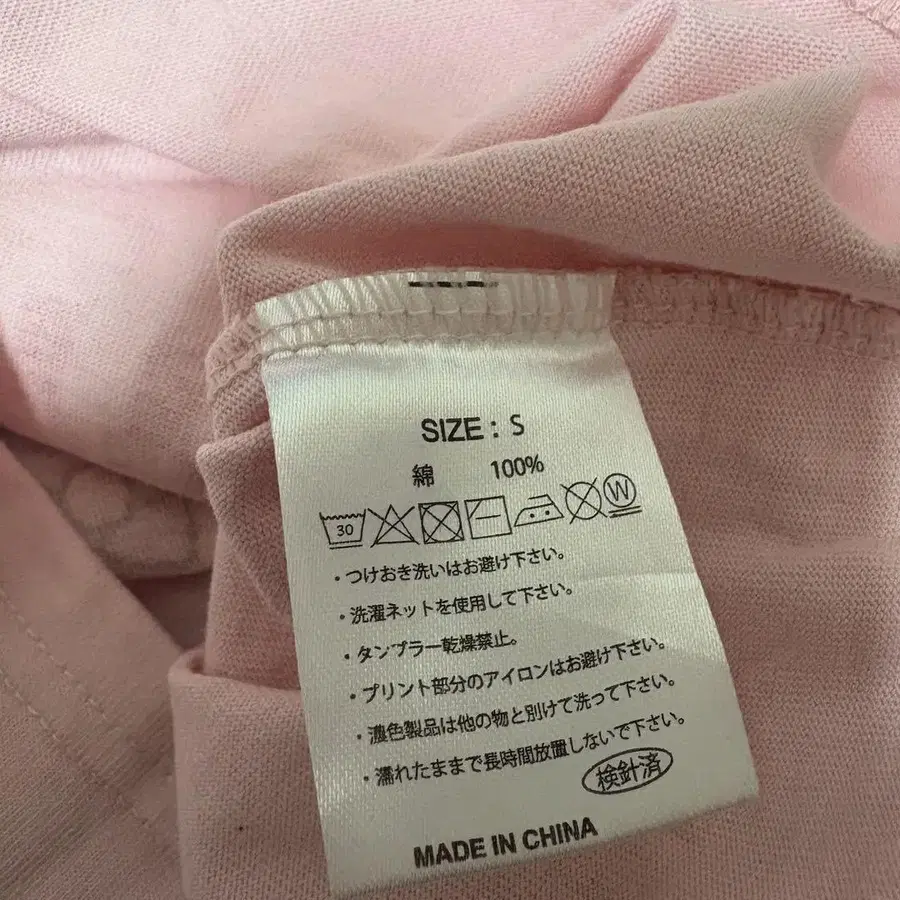 SIZE : S
綿 100%
30 W
・つけおき洗いはお避け下さい。
・洗濯ネットを使用して下さい。
・タンブラー乾燥禁止。
・プリント部分のアイロンはお避け下さい。
・濃色製品は他の物と別けて洗って下さい。
・濡れたままで長時間放置しないで下さい。
検針済
MADE IN CHINA